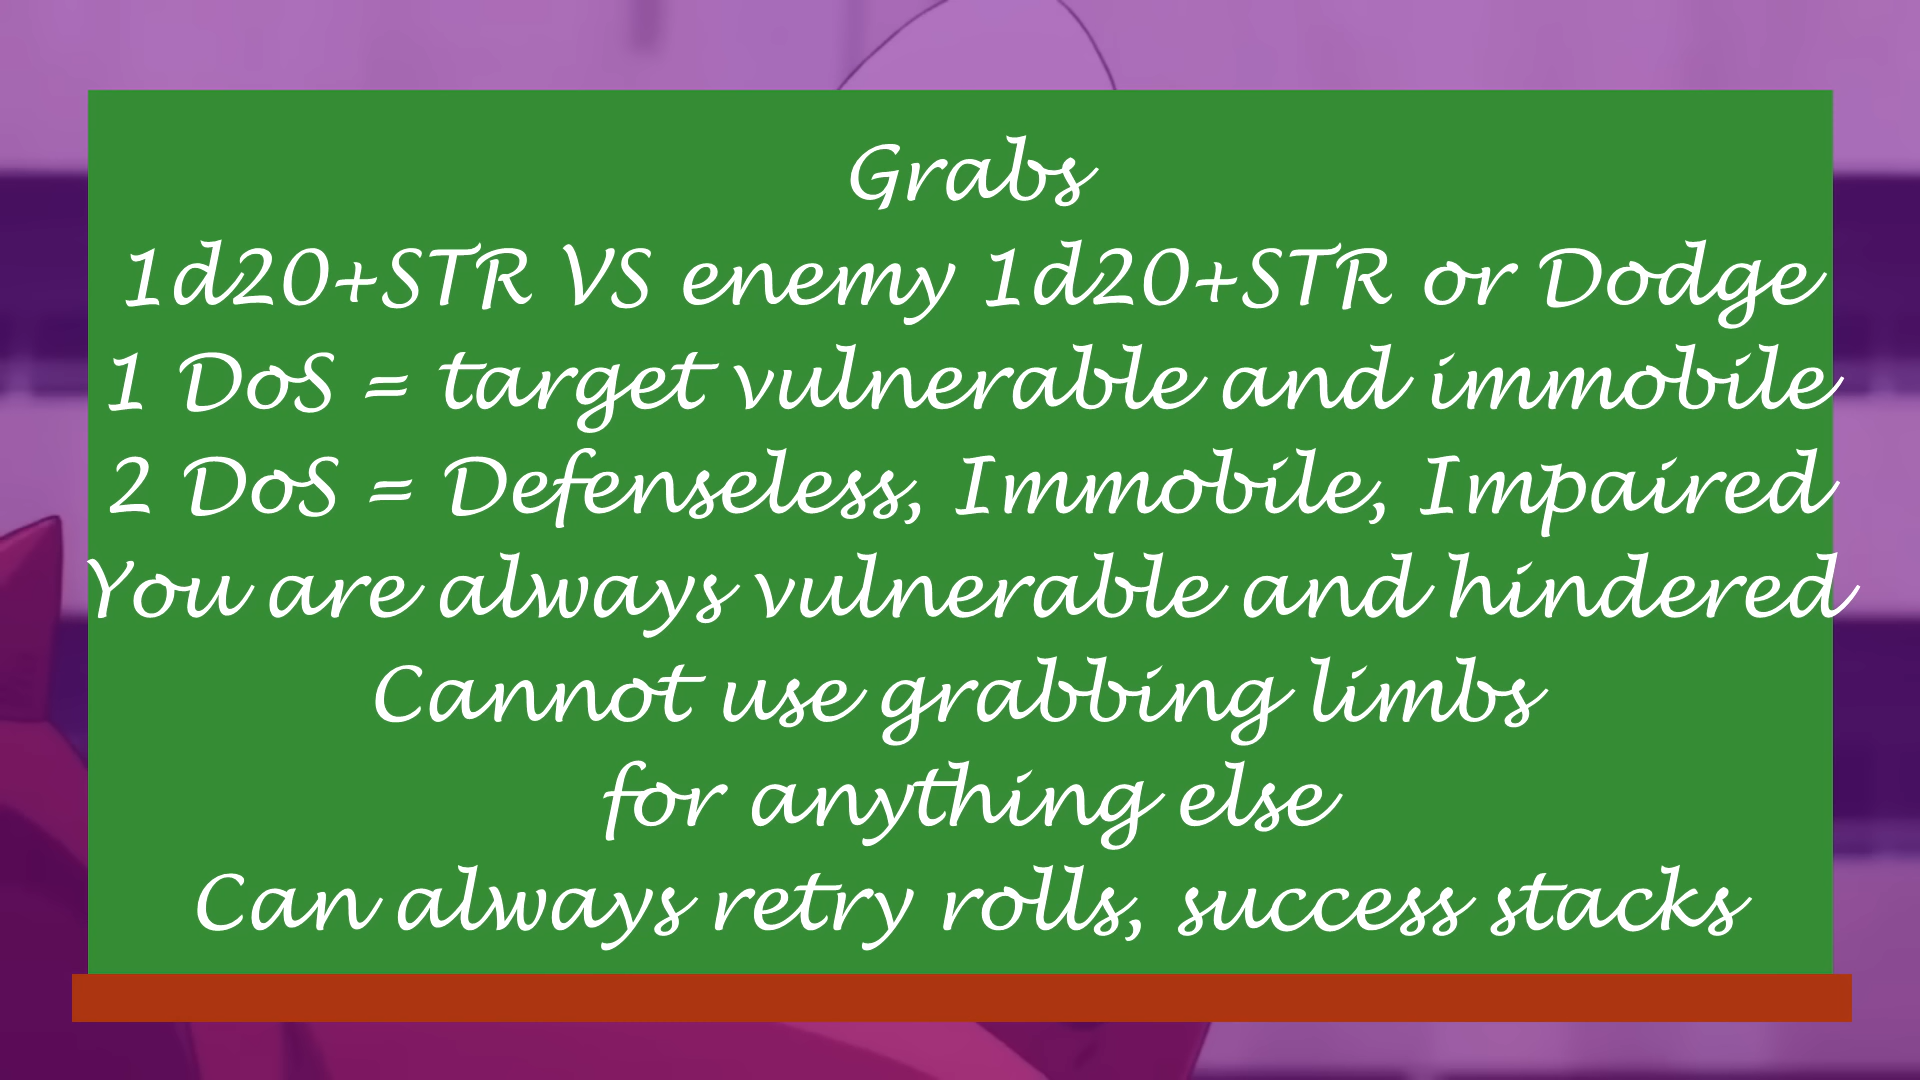 Grabs
1d20+STR VS enemy 1d20+STR or Dodge
1 DoS = target vulnerable and immobile
2 DoS = Defenseless, Immobile, Impaired
You are always vulnerable and hindered
Cannot use grabbing limbs
for anything else
Can always retry rolls, success stacks